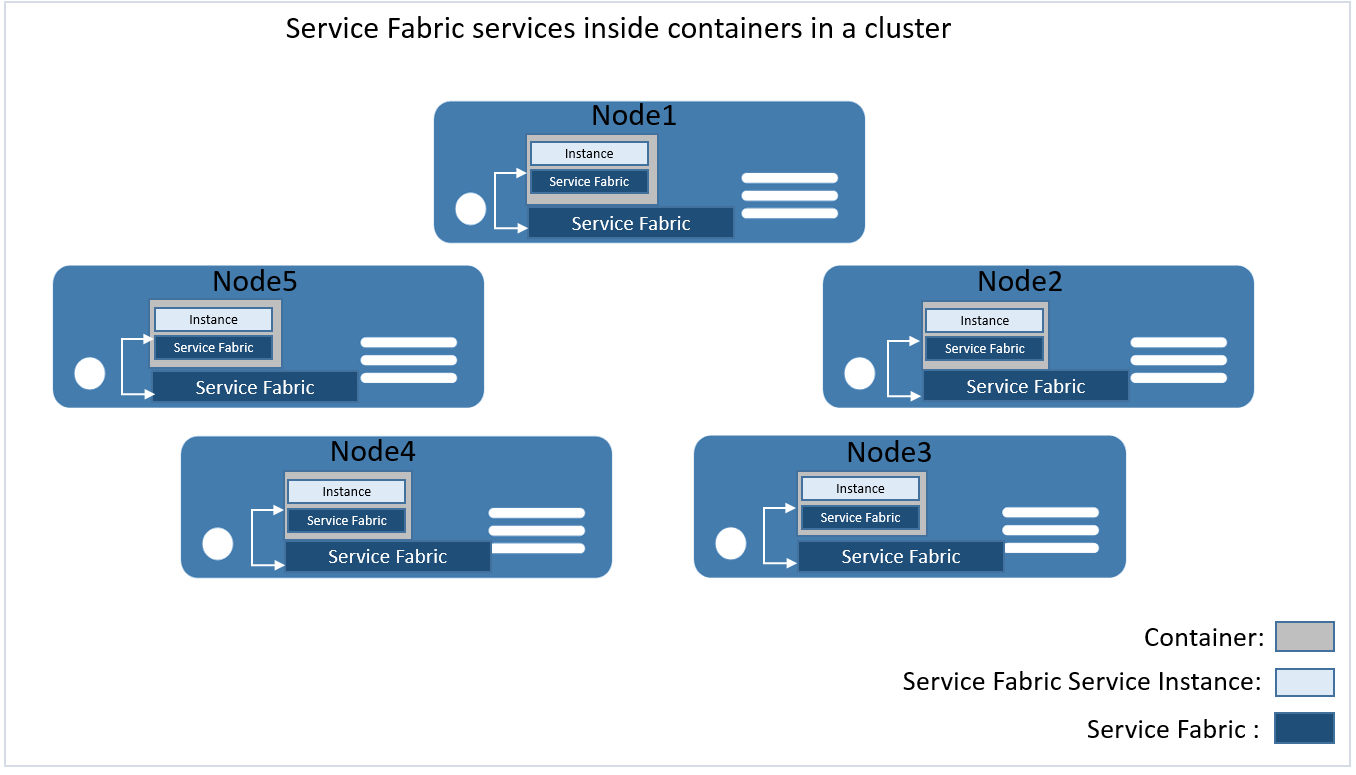 Service Fabric services inside containers in a cluster
Node1
Instance
Service Fabric
Service Fabric
Node5
Instance
Service Fabric
Service Fabric
Node2
Instance
Service Fabric
Service Fabric
Node4
Instance
Service Fabric
Service Fabric
Node3
Instance
Service Fabric
Service Fabric
Container:
Service Fabric Service Instance:
Service Fabric :